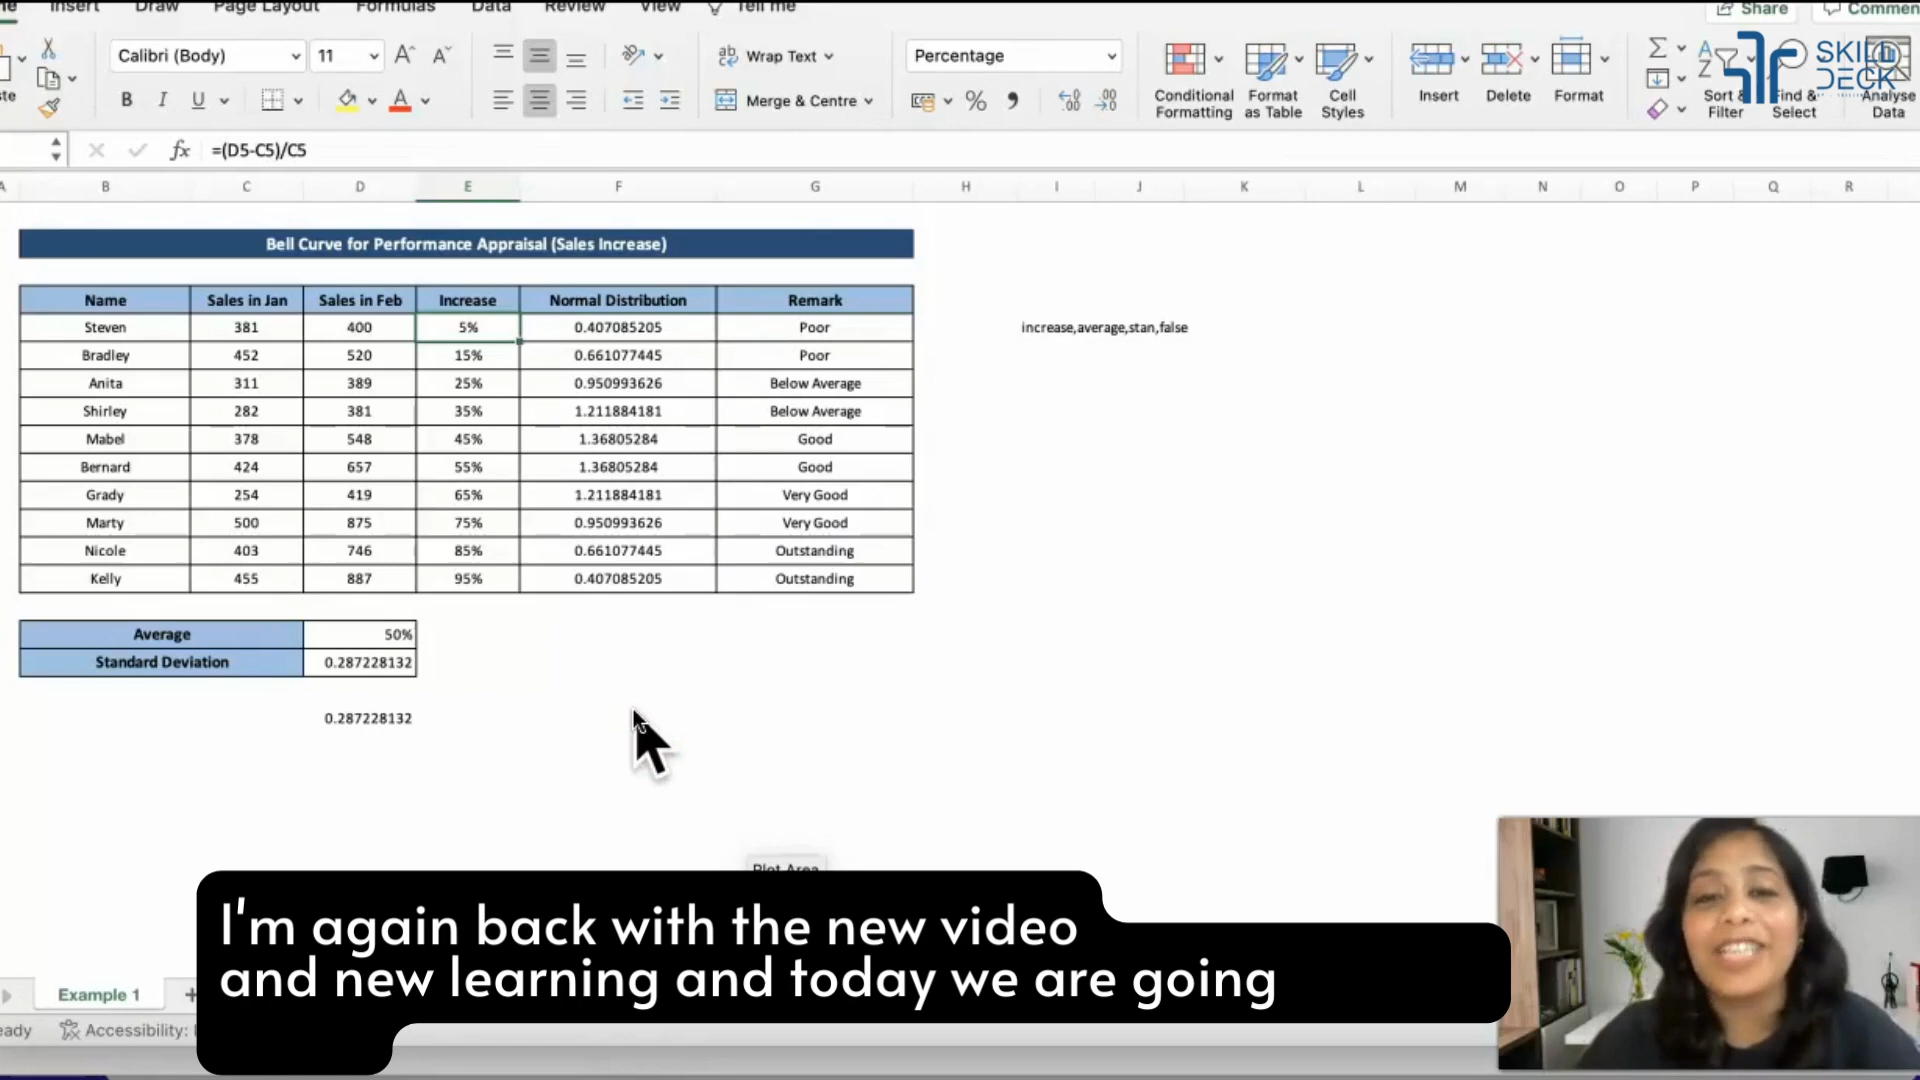 Insert Draw Page Layout Formulas Data Review View Tell me Share
Calibri (Body) 11 Wrap Text Percentage
SKILL DECK
B I U Merge & Centre % Conditional Formatting Format as Table Cell Styles Insert Delete Format Sort & Filter Find & Select Analyse Data
fx =(D5-C5)/C5
A B C D E F G H I J K L M N O P Q R
Bell Curve for Performance Appraisal (Sales Increase)
Name Sales in Jan Sales in Feb Increase Normal Distribution Remark
Steven 381 400 5% 0.407085205 Poor increase,average,stan,false
Bradley 452 520 15% 0.661077445 Poor
Anita 311 389 25% 0.950993626 Below Average
Shirley 282 381 35% 1.211884181 Below Average
Mabel 378 548 45% 1.36805284 Good
Bernard 424 657 55% 1.36805284 Good
Grady 254 419 65% 1.211884181 Very Good
Marty 500 875 75% 0.950993626 Very Good
Nicole 403 746 85% 0.661077445 Outstanding
Kelly 455 887 95% 0.407085205 Outstanding
Average 50%
Standard Deviation 0.287228132
0.287228132
Plot Area
I'm again back with the new video
and new learning and today we are going
Example 1 +
Accessibility: